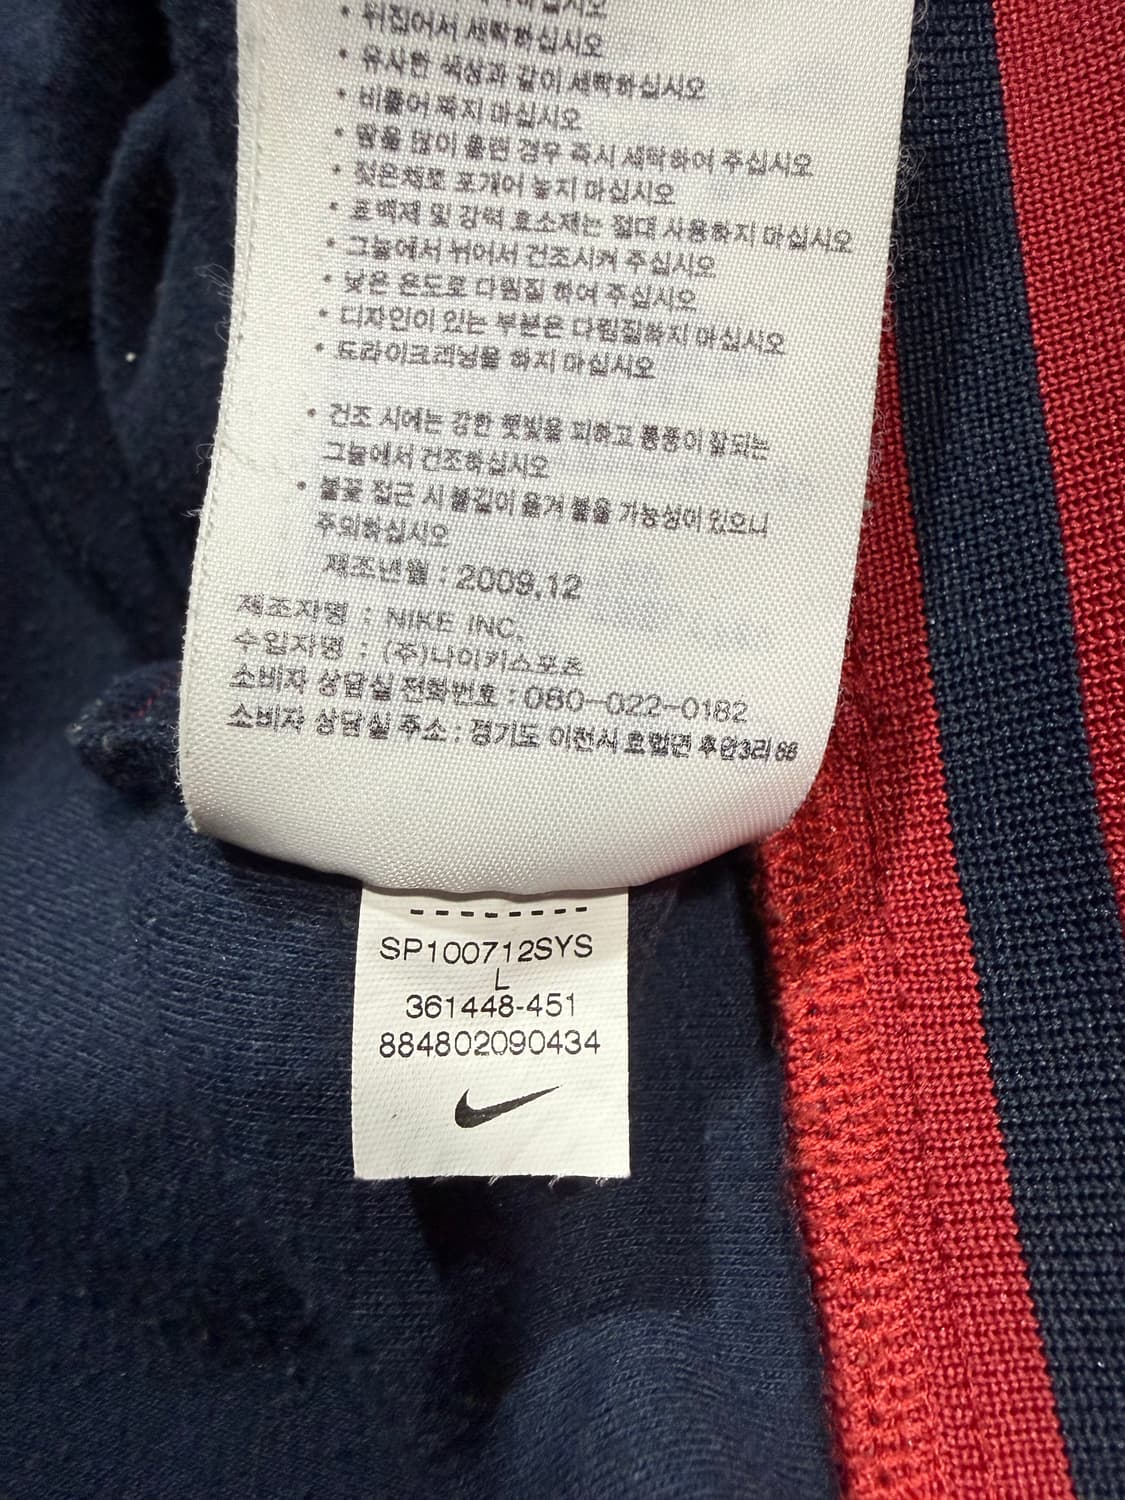 • 뒤집어서 세탁하십시오
• 유사한 색상과 같이 세탁하십시오
• 비틀어 짜지 마십시오
• 땀을 많이 흘린 경우 즉시 세탁하여 주십시오
• 젖은채로 포개어 놓지 마십시오
• 표백제 및 강력 효소제는 절대 사용하지 마십시오
• 그늘에서 뉘어서 건조시켜 주십시오
• 낮은 온도로 다림질 하여 주십시오
• 디자인이 있는 부분은 다림질하지 마십시오
• 드라이크리닝을 하지 마십시오
• 건조 시에는 강한 햇빛을 피하고 통풍이 잘되는
그늘에서 건조하십시오
• 불꽃 접근 시 불길이 옮겨 붙을 가능성이 있으니
주의하십시오
제조년월 : 2009.12
제조자명 : NIKE INC.
수입자명 : (주)나이키스포츠
소비자 상담실 전화번호 : 080-022-0182
소비자 상담실 주소 : 경기도 이천시 호법면 후안3리 66
SP100712SYS
L
361448-451
884802090434